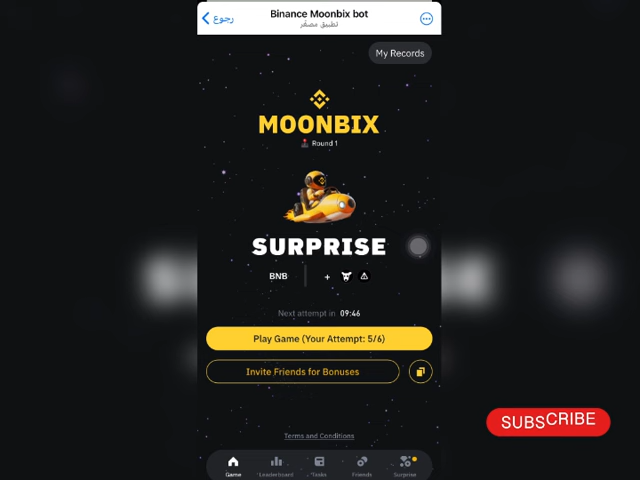 رجوع
Binance Moonbix bot
تطبيق مصغر
My Records
MOONBIX
Round 1
SURPRISE
BNB
+
Next attempt in 09:46
Play Game (Your Attempt: 5/6)
Invite Friends for Bonuses
SUBSCRIBE
Terms and Conditions
Game
Leaderboard
Tasks
Friends
Surprise